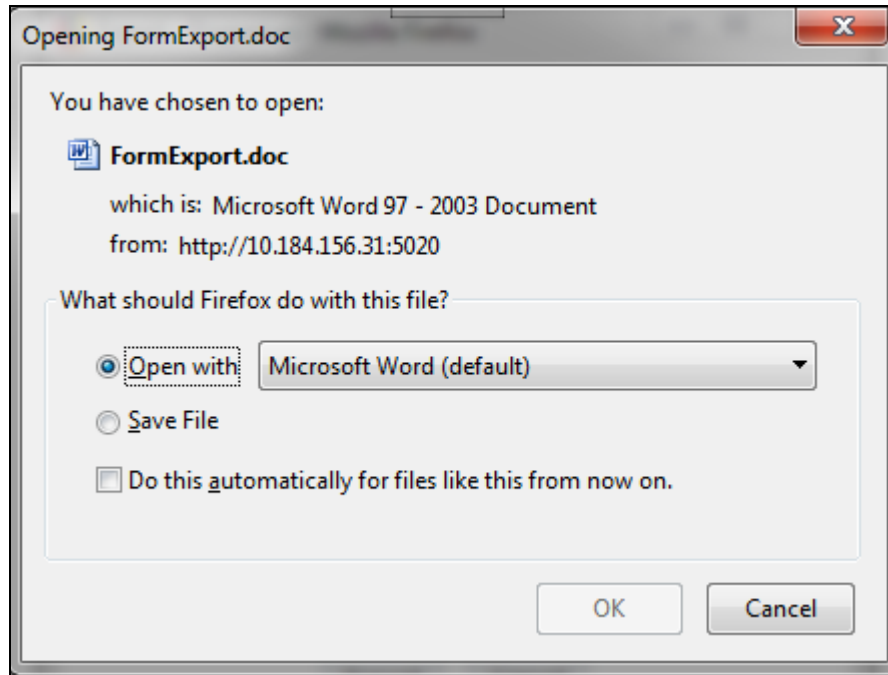 Opening FormExport.doc
You have chosen to open:
FormExport.doc
which is: Microsoft Word 97 - 2003 Document
from: http://10.184.156.31:5020
What should Firefox do with this file?
Open with Microsoft Word (default)
Save File
Do this automatically for files like this from now on.
OK Cancel